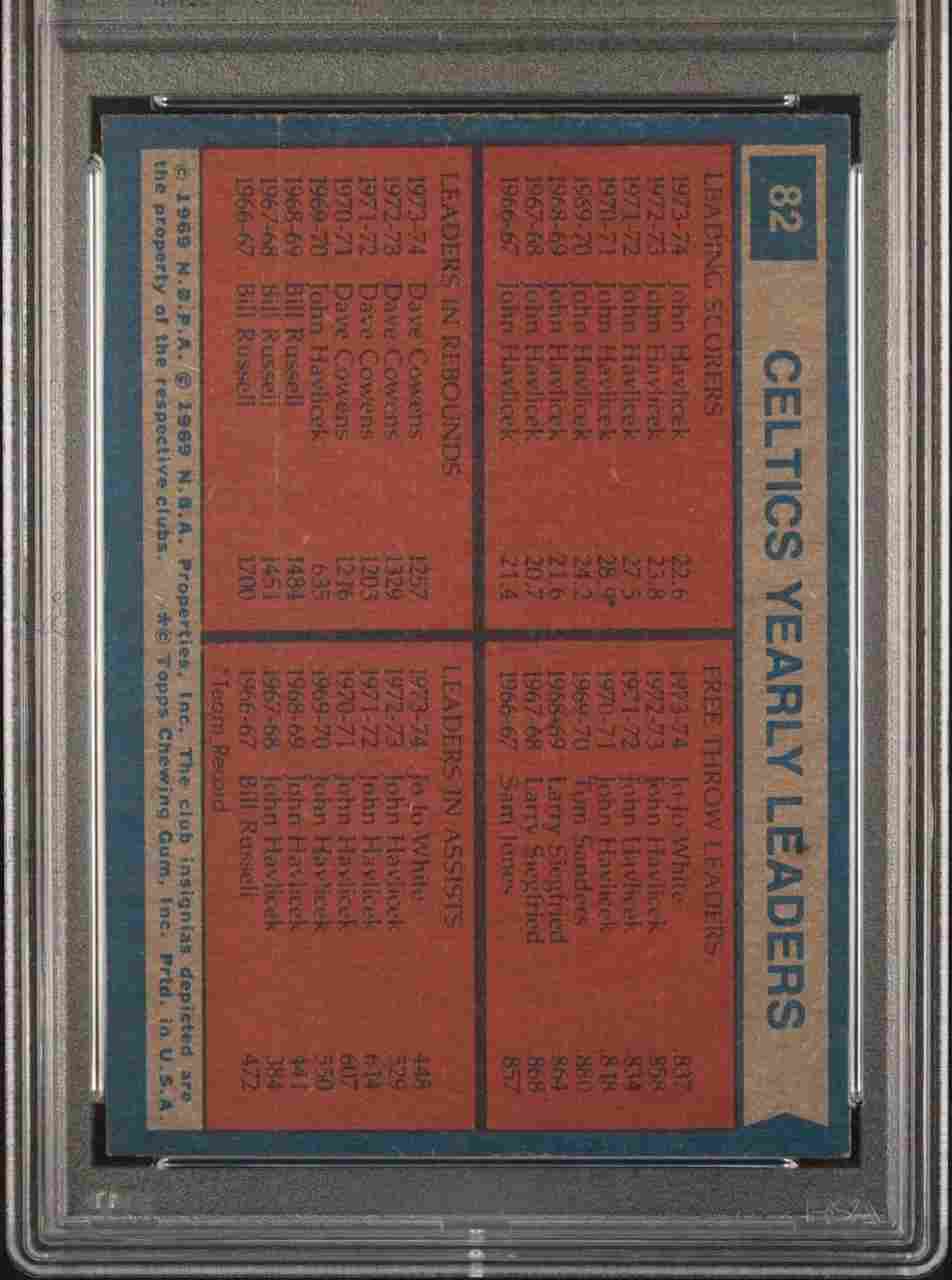 82 CELTICS YEARLY LEADERS
LEADING SCORERS
1973-74 John Havlicek 22.6
1972-73 John Havlicek 23.8
1971-72 John Havlicek 27.5
1970-71 John Havlicek 28.9*
1969-70 John Havlicek 24.2
1968-69 John Havlicek 21.6
1967-68 John Havlicek 20.7
1966-67 John Havlicek 21.4
FREE THROW LEADERS
1973-74 Jo Jo White .837
1972-73 John Havlicek .858
1971-72 John Havlicek .834
1970-71 John Havlicek .818
1969-70 Tom Sanders .880
1968-69 Larry Siegfried .864
1967-68 Larry Siegfried .868
1966-67 Sam Jones .857
LEADERS IN REBOUNDS
1973-74 Dave Cowens 1257
1972-73 Dave Cowens 1329
1971-72 Dave Cowens 1203
1970-71 Dave Cowens 1216
1969-70 John Havlicek 635
1968-69 Bill Russell 1484
1967-68 Bill Russell 1451
1966-67 Bill Russell 1700
LEADERS IN ASSISTS
1973-74 Jo Jo White 448
1972-73 John Havlicek 529
1971-72 John Havlicek 614
1970-71 John Havlicek 607
1969-70 John Havlicek 550
1968-69 John Havlicek 441
1967-68 John Havlicek 384
1966-67 Bill Russell 472
*Team Record
© 1969 N.B.P.A. © 1969 N.B.A. Properties, Inc. The club insignias depicted are
the property of the respective clubs. *© Topps Chewing Gum, Inc. Prtd. in U.S.A.